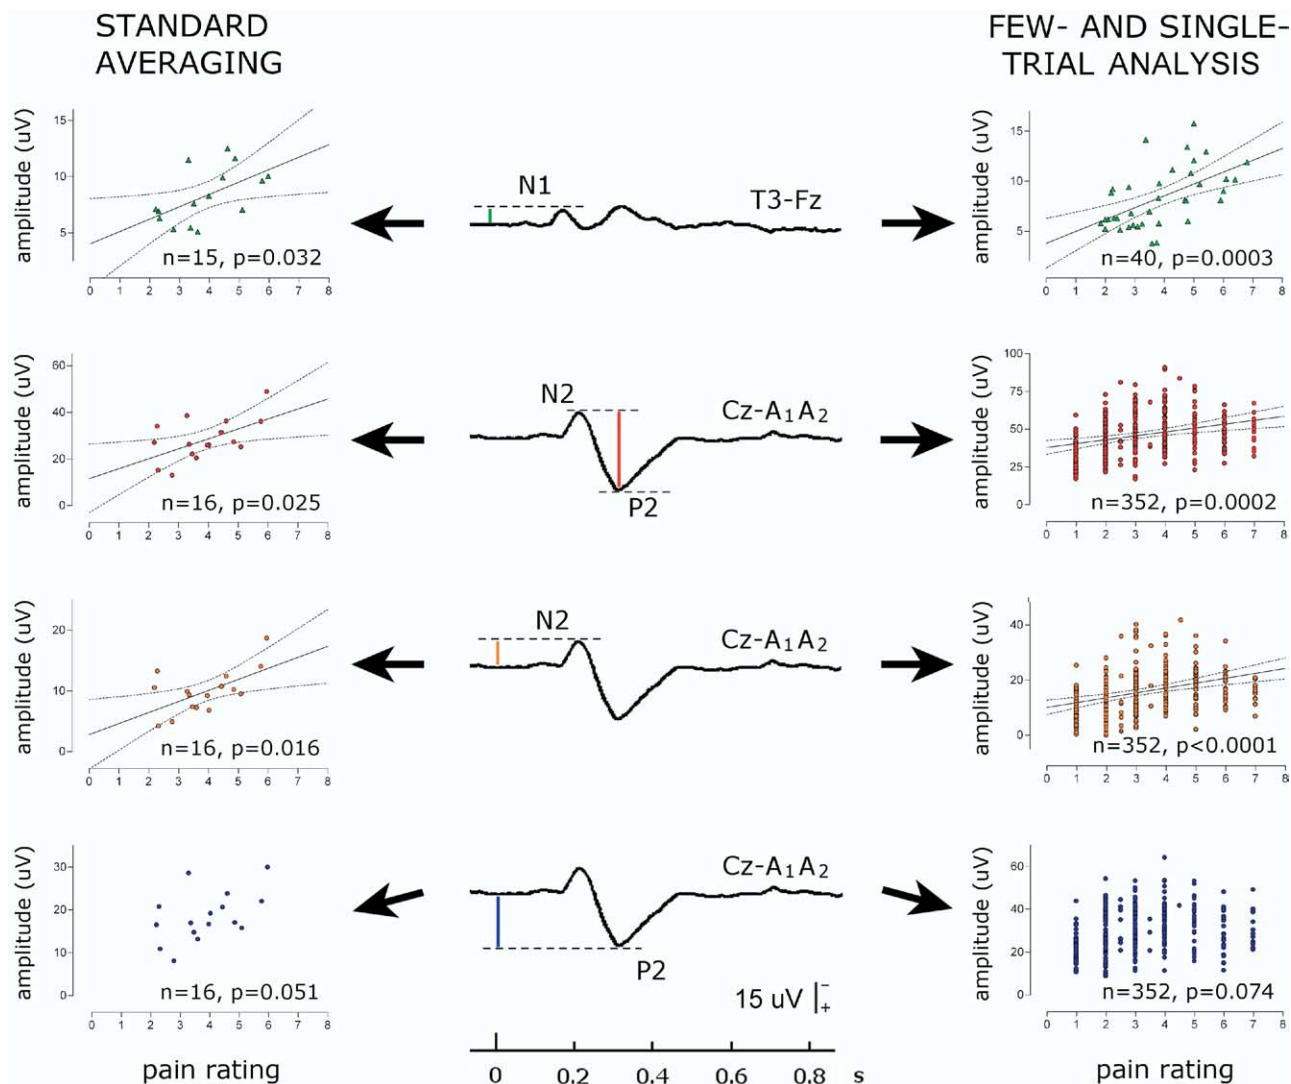 STANDARD
AVERAGING
FEW- AND SINGLE-
TRIAL ANALYSIS
amplitude (uV)
15
10
5
n=15, p=0.032
0 1 2 3 4 5 6 7 8
N1
T3-Fz
amplitude (uV)
15
10
5
n=40, p=0.0003
0 1 2 3 4 5 6 7 8
amplitude (uV)
60
40
20
0
n=16, p=0.025
0 1 2 3 4 5 6 7 8
N2
Cz-A₁A₂
P2
amplitude (uV)
100
75
50
25
0
n=352, p=0.0002
0 1 2 3 4 5 6 7 8
amplitude (uV)
20
10
0
n=16, p=0.016
0 1 2 3 4 5 6 7 8
N2
Cz-A₁A₂
amplitude (uV)
40
20
0
n=352, p<0.0001
0 1 2 3 4 5 6 7 8
amplitude (uV)
30
20
10
0
n=16, p=0.051
0 1 2 3 4 5 6 7 8
pain rating
Cz-A₁A₂
P2
15 uV - +
0 0.2 0.4 0.6 0.8 s
amplitude (uV)
60
40
20
0
n=352, p=0.074
0 1 2 3 4 5 6 7 8
pain rating